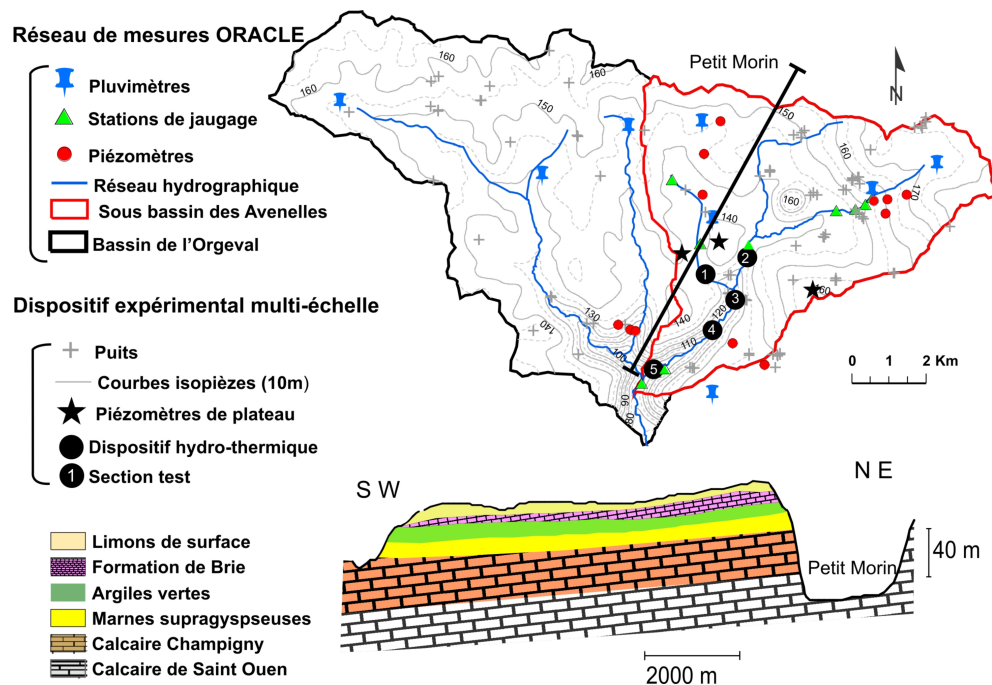 Réseau de mesures ORACLE
Pluvimètres
Stations de jaugage
Piézomètres
Réseau hydrographique
Sous bassin des Avenelles
Bassin de l'Orgeval
Dispositif expérimental multi-échelle
Puits
Courbes isopièzes (10m)
Piézomètres de plateau
Dispositif hydro-thermique
1 Section test
Limons de surface
Formation de Brie
Argiles vertes
Marnes supragyspseuses
Calcaire Champigny
Calcaire de Saint Ouen
Petit Morin
N
160
160
160
150
150
160
170
160
140
160
140
130
140
120
110
100
90
80
1
2
3
4
5
0 1 2 Km
S W
N E
Petit Morin
40 m
2000 m